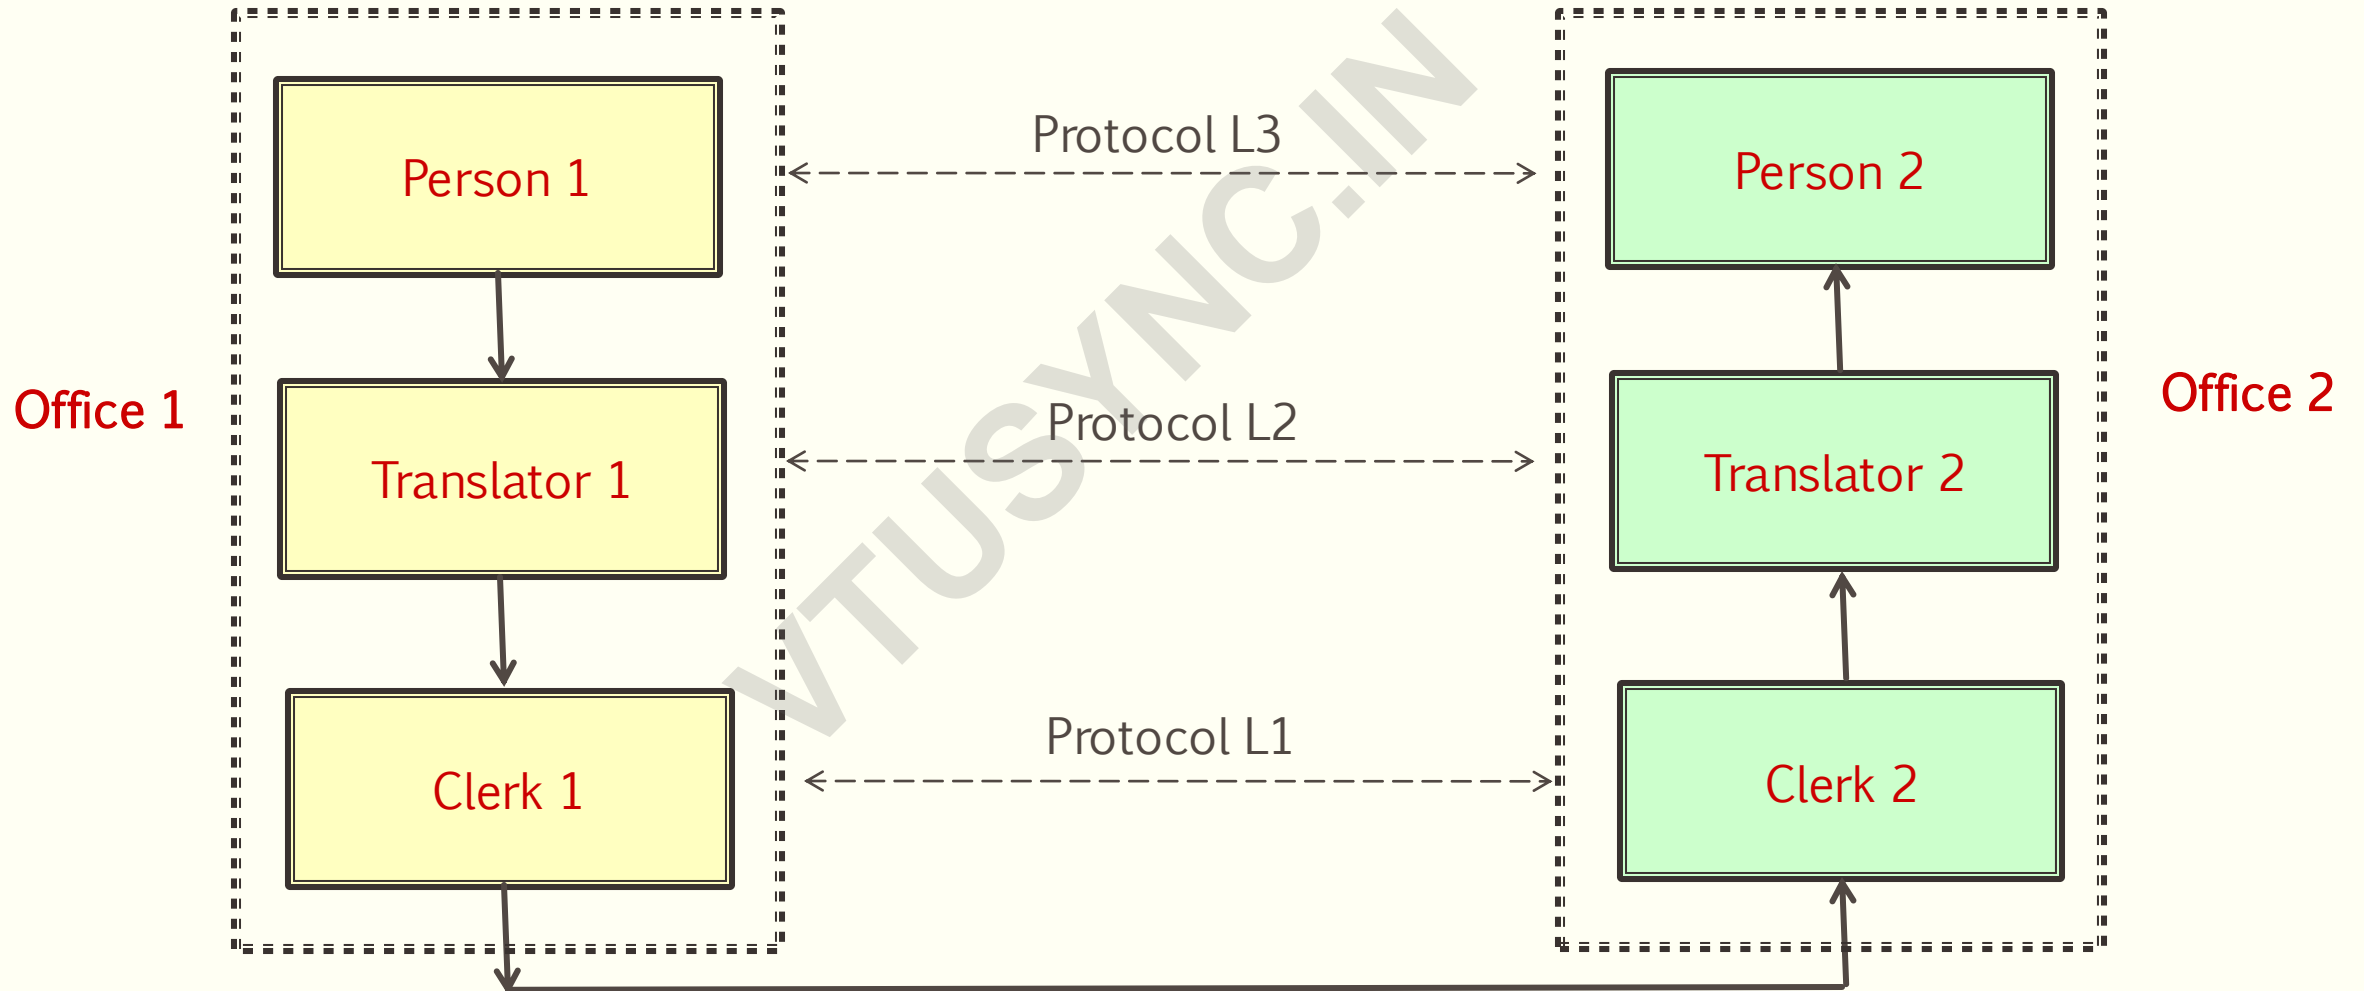 Protocol L3
Person 1
Person 2
Office 1
Office 2
Protocol L2
Translator 1
Translator 2
Protocol L1
Clerk 1
Clerk 2
VTUSYNC.IN